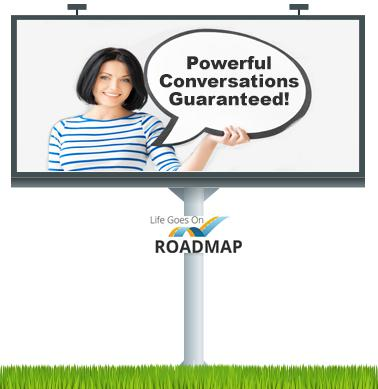 Powerful
Conversations
Guaranteed!
Life Goes On
ROADMAP